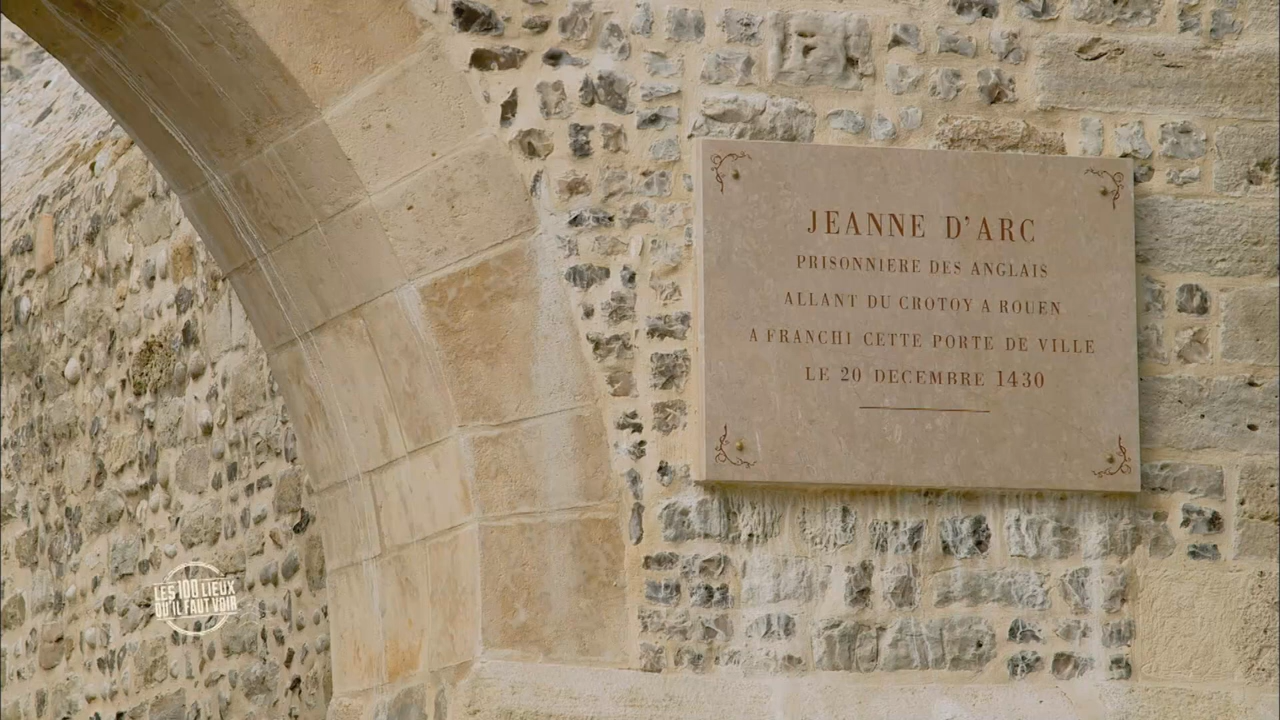 JEANNE D'ARC
PRISONNIERE DES ANGLAIS
ALLANT DU CROTOY A ROUEN
A FRANCHI CETTE PORTE DE VILLE
LE 20 DECEMBRE 1430
LES 100 LIEUX
QU'IL FAUT VOIR